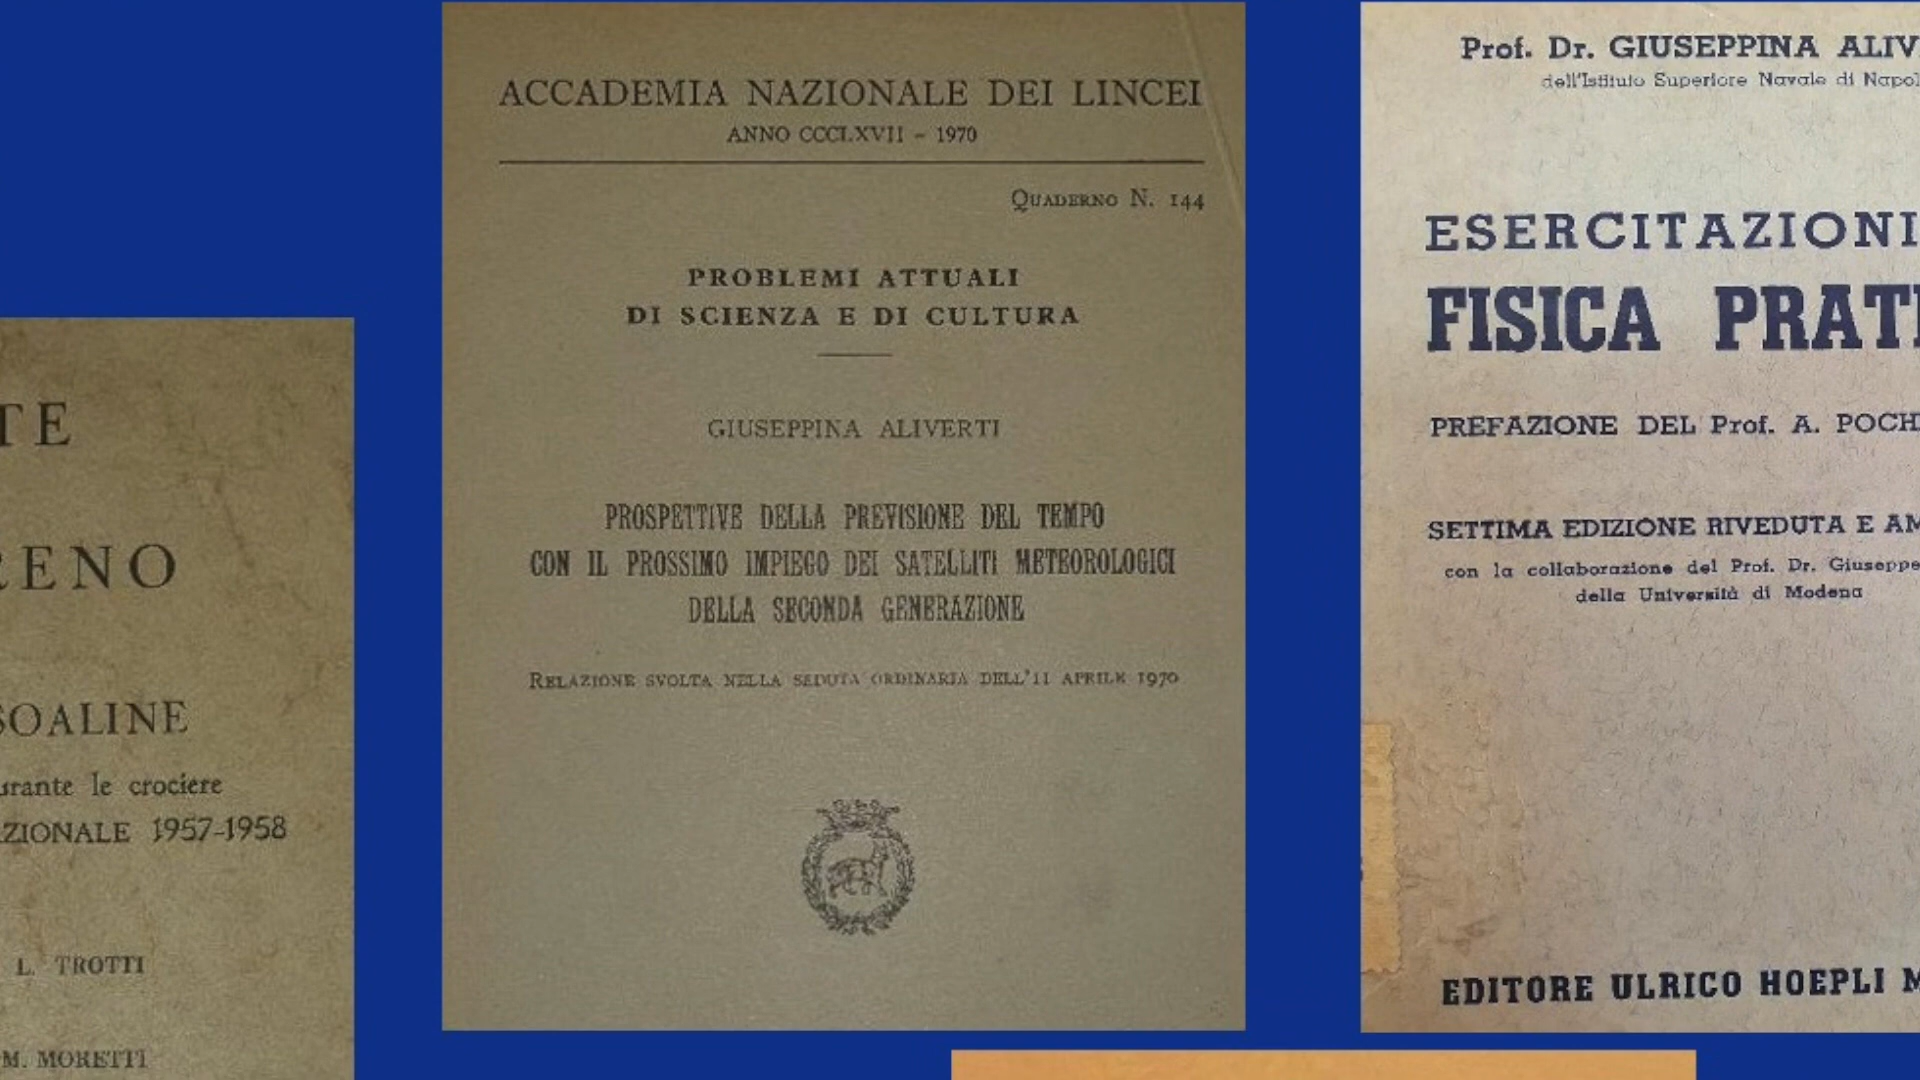 TE
RENO
SOALINE
urante le crociere
AZIONALE 1957-1958
L. TROTTI
M. MORETTI
ACCADEMIA NAZIONALE DEI LINCEI
ANNO CCCLXVII – 1970
QUADERNO N. 144
PROBLEMI ATTUALI
DI SCIENZA E DI CULTURA
GIUSEPPINA ALIVERTI
PROSPETTIVE DELLA PREVISIONE DEL TEMPO
CON IL PROSSIMO IMPIEGO DEI SATELLITI METEOROLOGICI
DELLA SECONDA GENERAZIONE
RELAZIONE SVOLTA NELLA SEDUTA ORDINARIA DELL'11 APRILE 1970
Prof. Dr. GIUSEPPINA ALIV
dell'Istituto Superiore Navale di Napol
ESERCITAZIONI
FISICA PRATI
PREFAZIONE DEL Prof. A. POCH
SETTIMA EDIZIONE RIVEDUTA E AM
con la collaborazione del Prof. Dr. Giuseppe
della Università di Modena
EDITORE ULRICO HOEPLI M